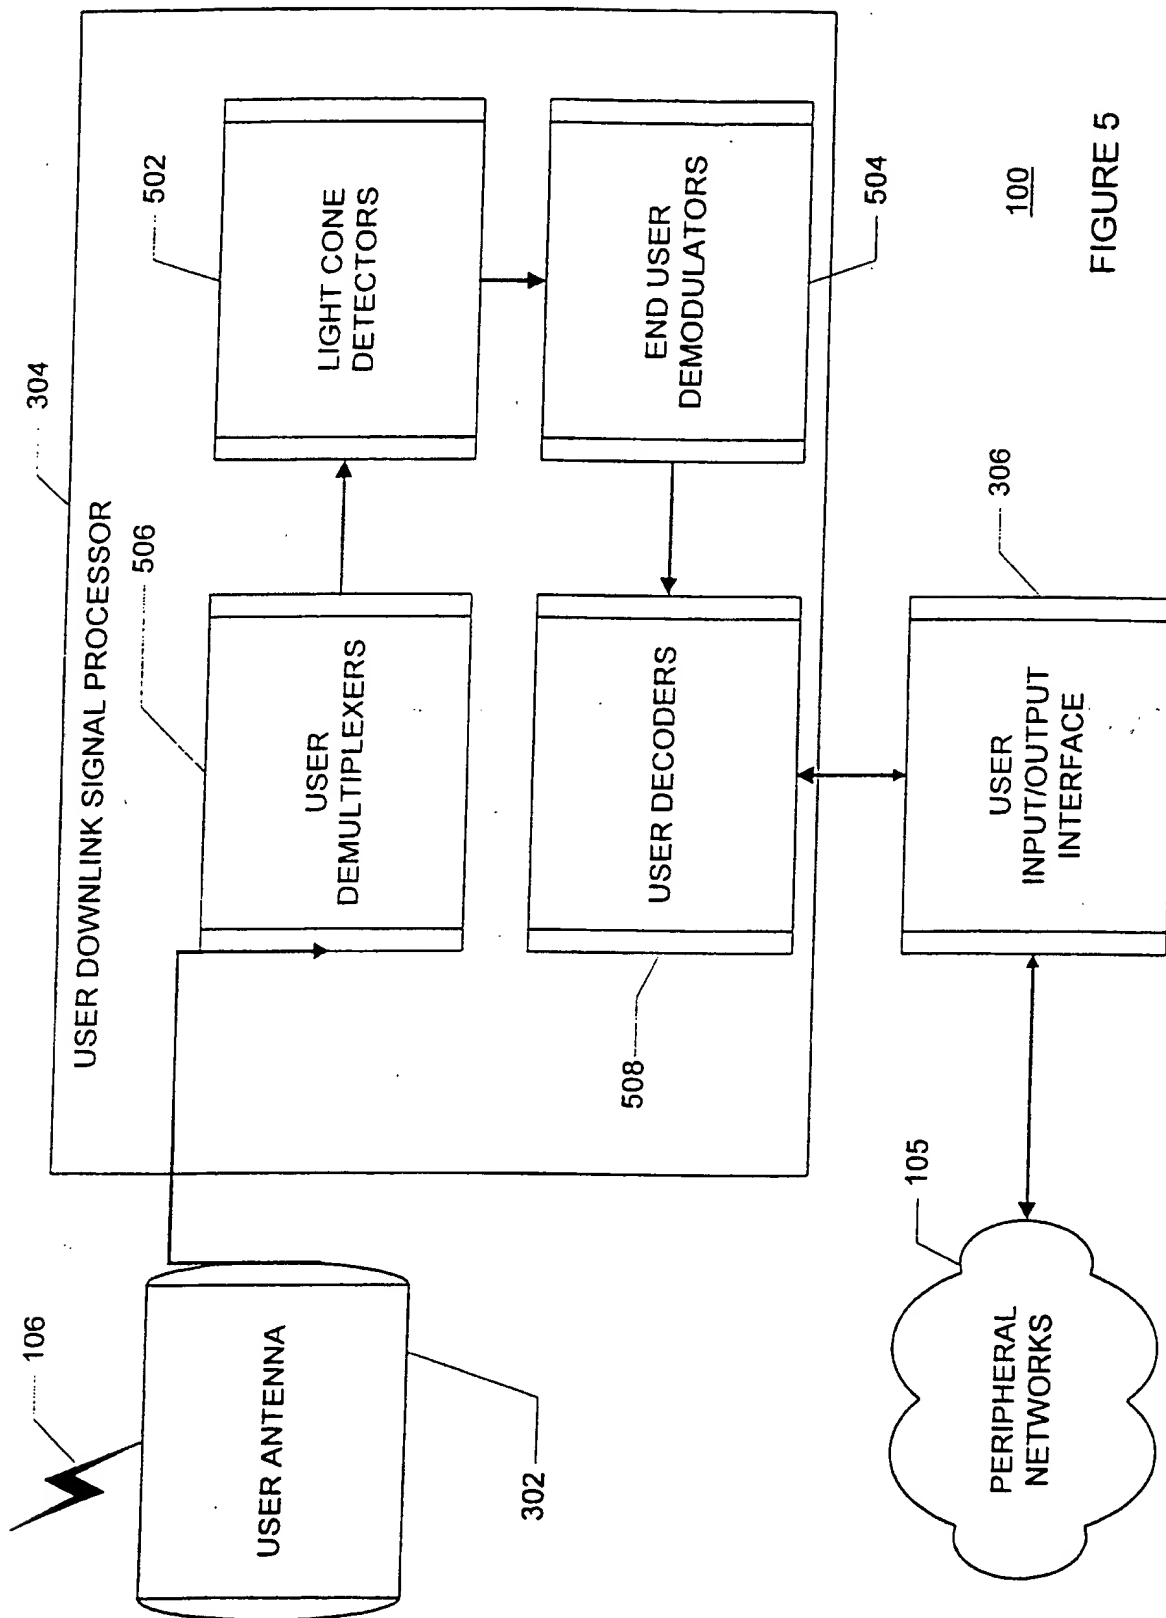 106
USER ANTENNA
302
USER DOWNLINK SIGNAL PROCESSOR
304
506
USER
DEMULTIPLEXERS
502
LIGHT CONE
DETECTORS
508
USER DECODERS
END USER
DEMODULATORS
504
105
PERIPHERAL
NETWORKS
USER
INPUT/OUTPUT
INTERFACE
306
100
FIGURE 5